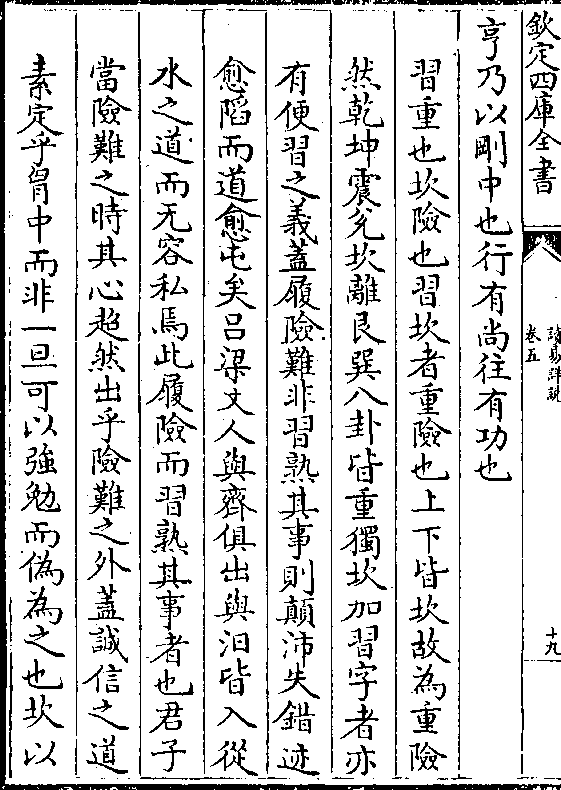 欽定四庫全書
讀易詳說
卷五
十九
亨乃以剛中也行有尚往有功也
習重也坎險也習坎者重險也上下皆坎故為重險
然乾坤震兌坎離艮巽八卦皆重獨坎加習字者亦
有便習之義蓋履險難非習熟其事則顛沛失錯迹
愈蹈而道愈屯矣呂梁丈人與齊俱出與汩皆入從
水之道而无容私焉此履險而習熟其事者也君子
當險難之時其心超然出乎險難之外蓋誠信之道
素定乎胷中而非一旦可以強勉而偽為之也坎以